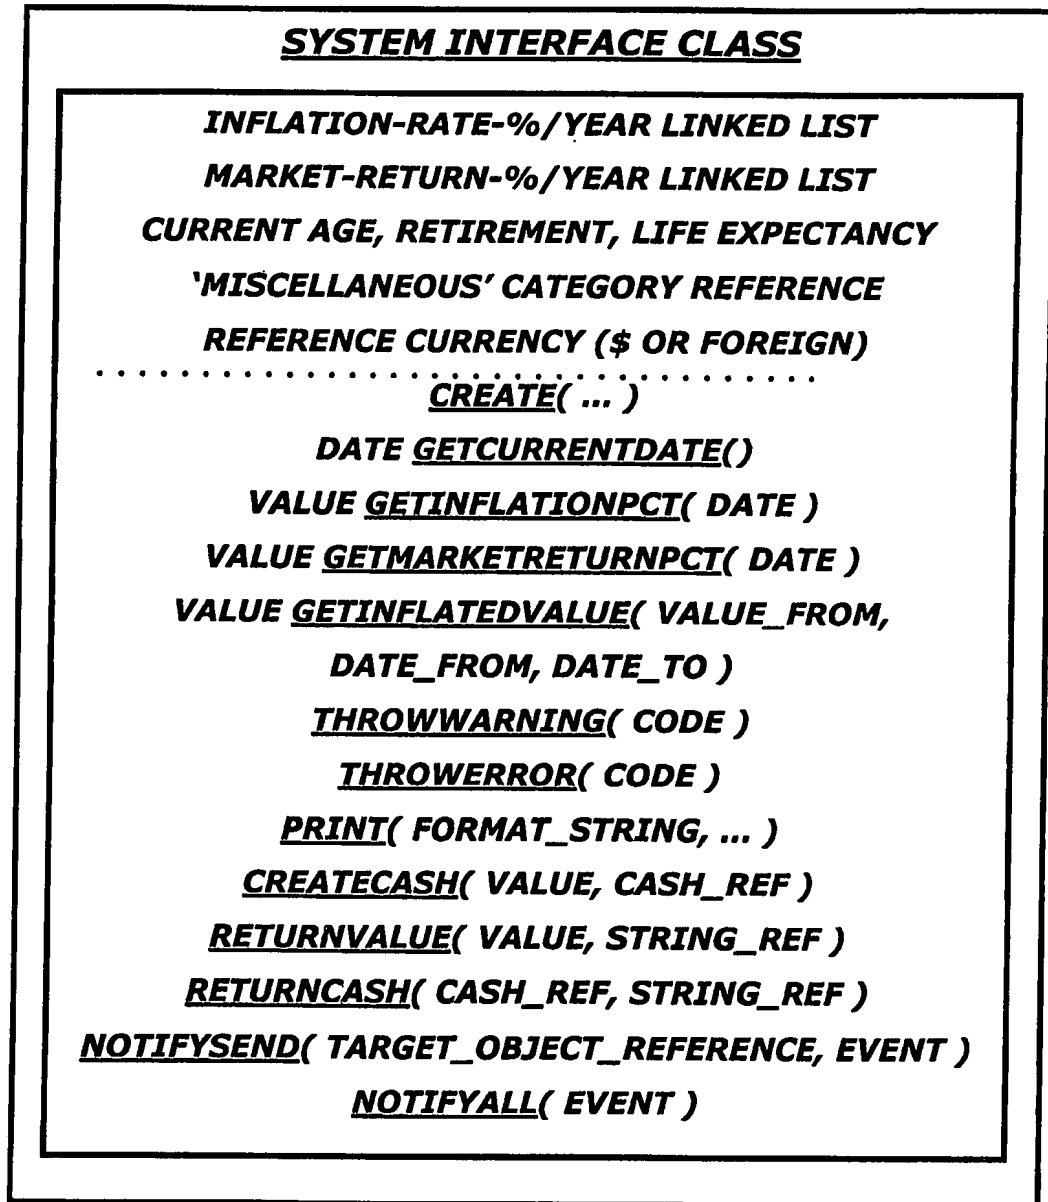 SYSTEM INTERFACE CLASS
INFLATION-RATE-%/YEAR LINKED LIST
MARKET-RETURN-%/YEAR LINKED LIST
CURRENT AGE, RETIREMENT, LIFE EXPECTANCY
‘MISCELLANEOUS’ CATEGORY REFERENCE
REFERENCE CURRENCY ($ OR FOREIGN)
CREATE( ... )
DATE GETCURRENTDATE()
VALUE GETINFLATIONPCT( DATE )
VALUE GETMARKETRETURNPCT( DATE )
VALUE GETINFLATEDVALUE( VALUE_FROM,
DATE_FROM, DATE_TO )
THROWWARNING( CODE )
THROWERROR( CODE )
PRINT( FORMAT_STRING, ... )
CREATECASH( VALUE, CASH_REF )
RETURNVALUE( VALUE, STRING_REF )
RETURNCASH( CASH_REF, STRING_REF )
NOTIFYSEND( TARGET_OBJECT_REFERENCE, EVENT )
NOTIFYALL( EVENT )